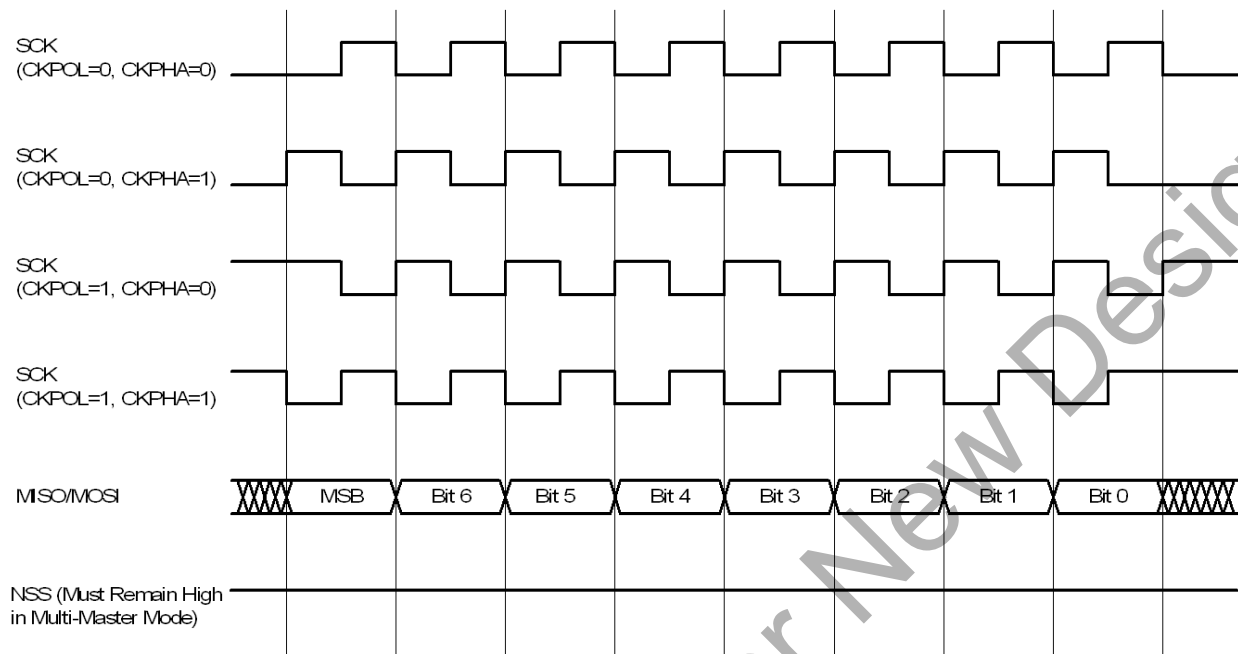 SCK
(CKPOL=0, CKPHA=0)
SCK
(CKPOL=0, CKPHA=1)
SCK
(CKPOL=1, CKPHA=0)
SCK
(CKPOL=1, CKPHA=1)
MISO/MOSI MSB Bit 6 Bit 5 Bit 4 Bit 3 Bit 2 Bit 1 Bit 0
NSS (Must Remain High
in Multi-Master Mode)
New